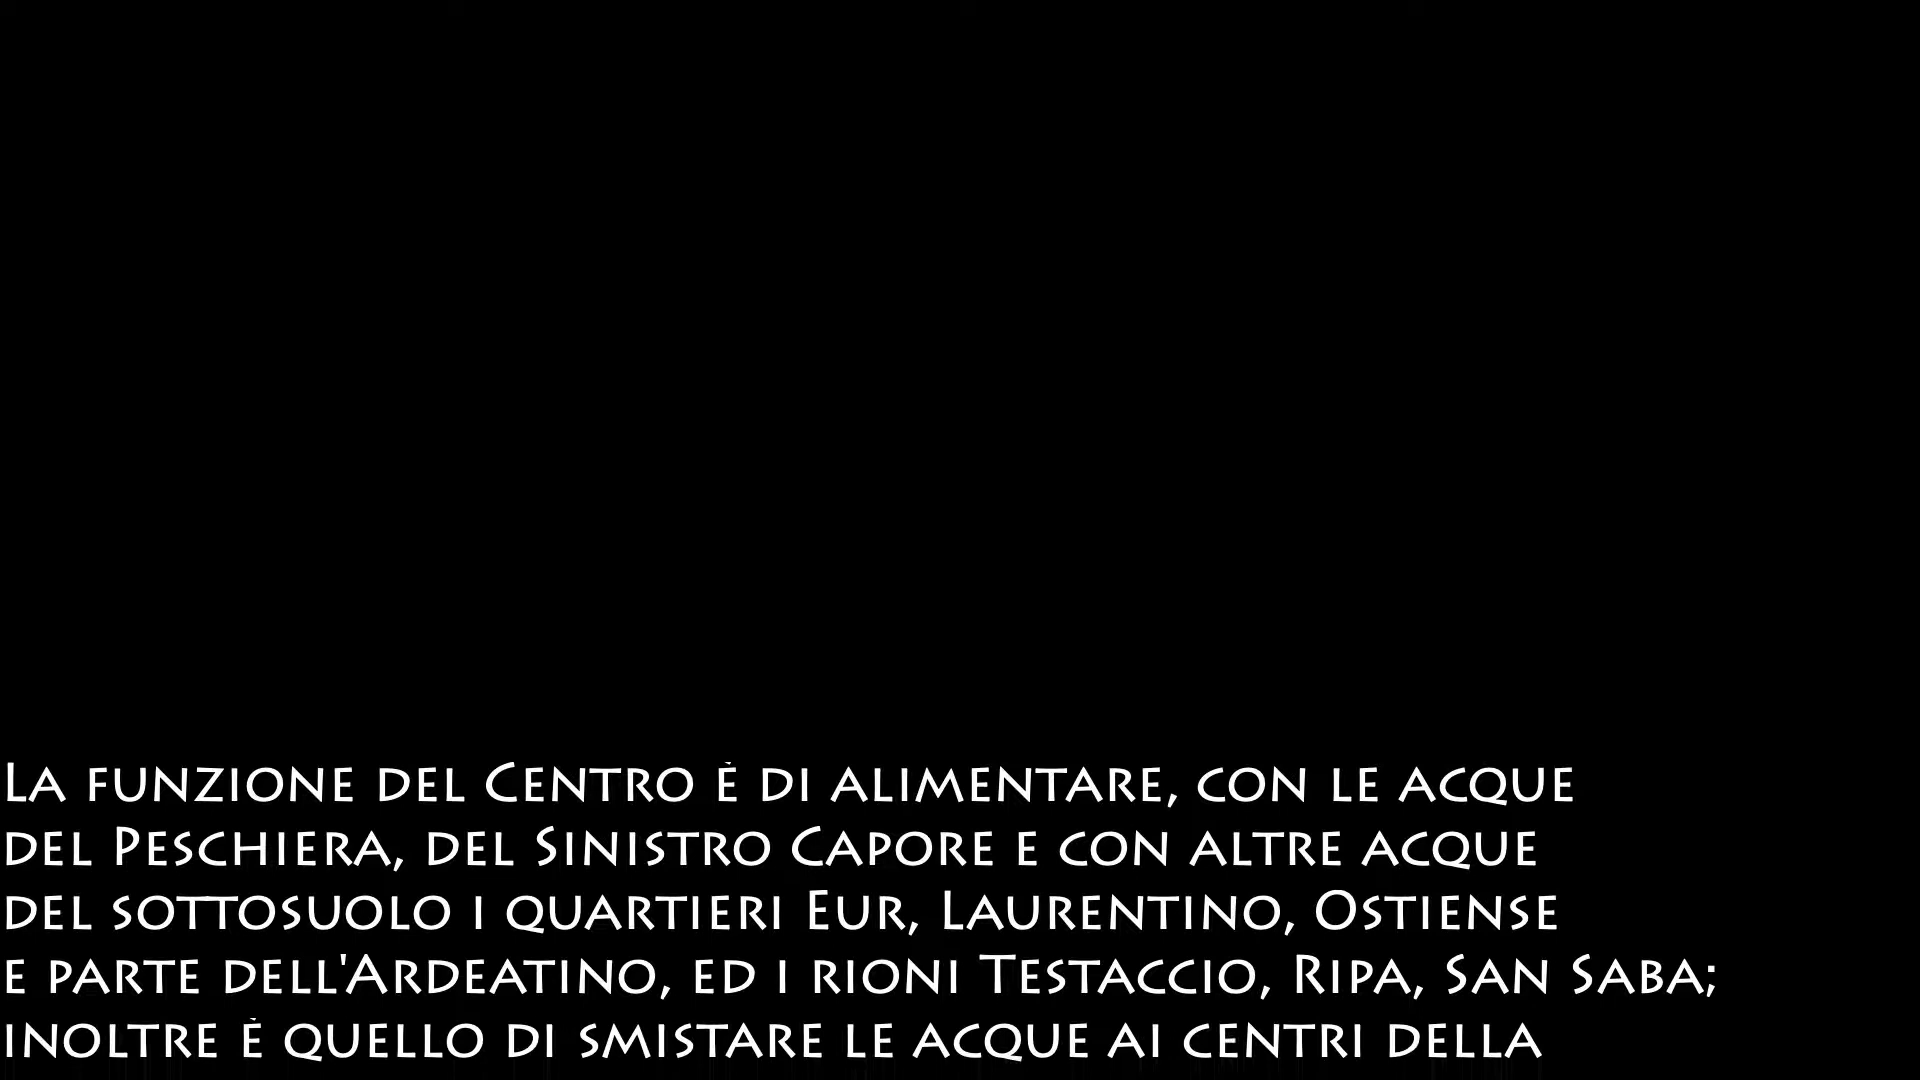 La funzione del Centro è di alimentare, con le acque
del Peschiera, del Sinistro Capore e con altre acque
del sottosuolo i quartieri Eur, Laurentino, Ostiense
e parte dell'Ardeatino, ed i rioni Testaccio, Ripa, San Saba;
inoltre è quello di smistare le acque ai centri della